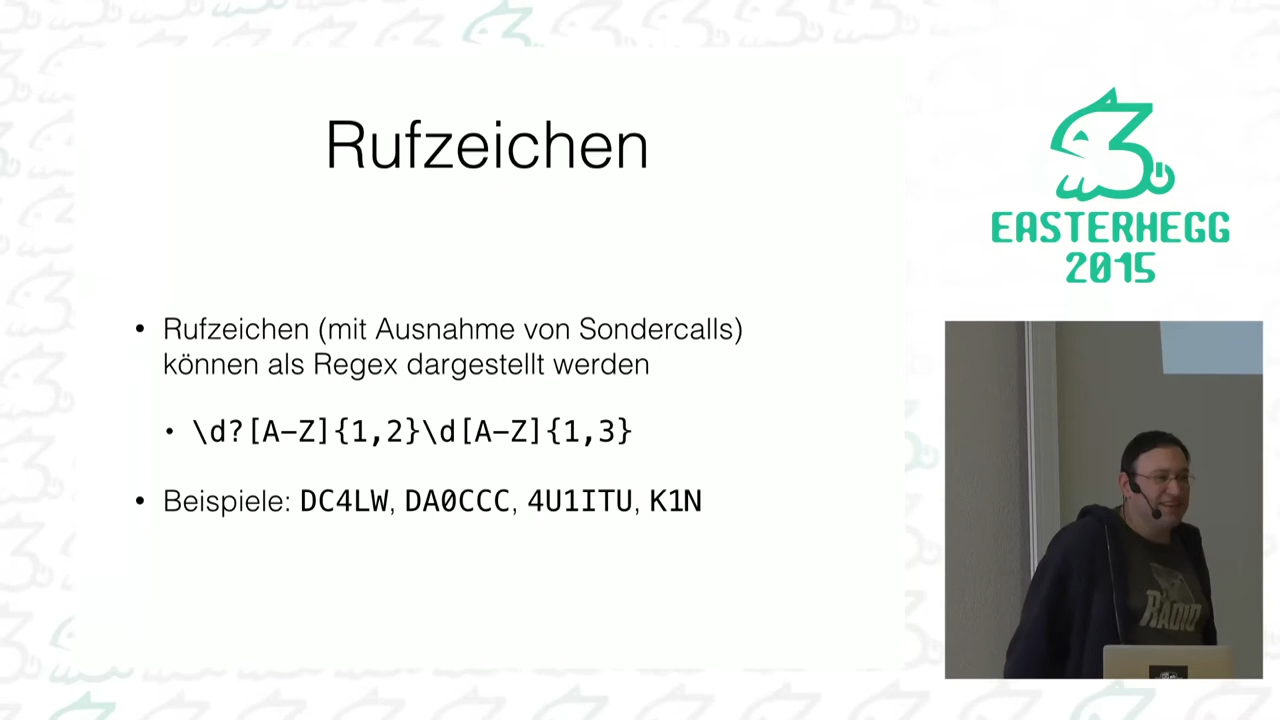 Rufzeichen
• Rufzeichen (mit Ausnahme von Sondercalls)
können als Regex dargestellt werden
• \d?[A-Z]{1,2}\d[A-Z]{1,3}
• Beispiele: DC4LW, DA0CCC, 4U1ITU, K1N
EASTERHEGG
2015
RADIO